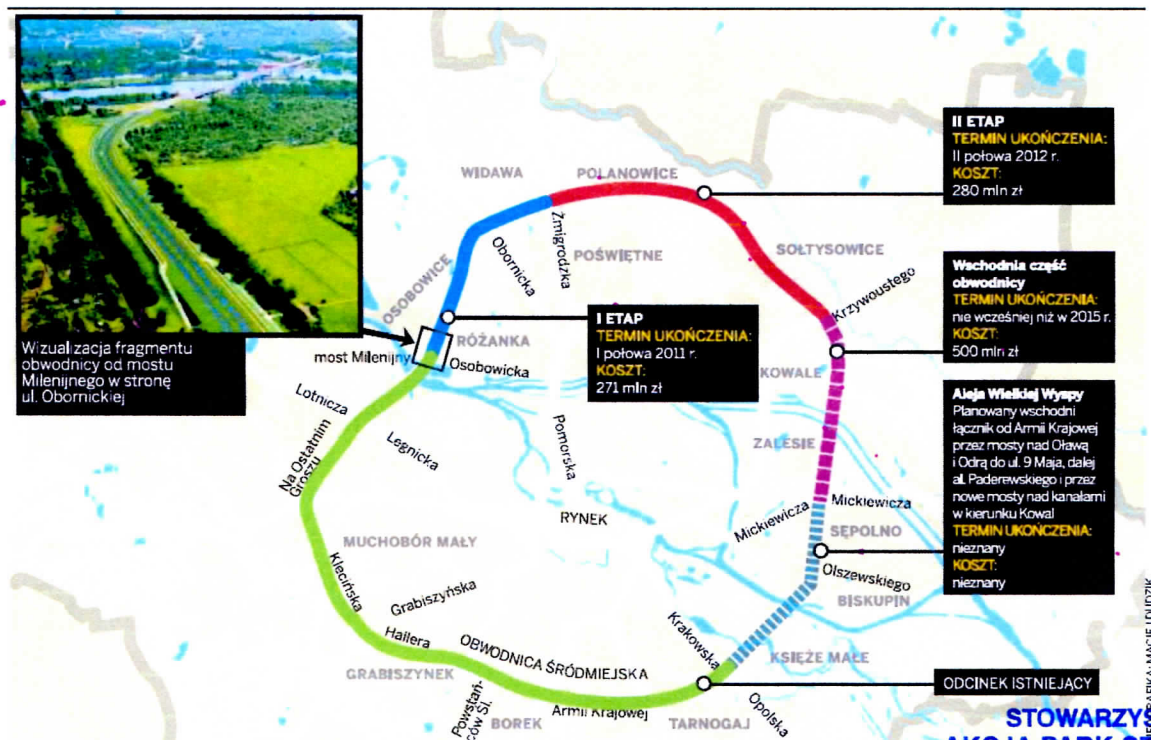 Wizualizacja fragmentu
obwodnicy od mostu
Milenijnego w stronę
ul. Obornickiej
WIDAWA
POLANOWICE
Żmigrodzka
Obornicka
POŚWIĘTNE
SOŁTYSOWICE
OSOBOWICE
Krzywoustego
RÓŻANKA
most Milenijny
Osobowicka
I ETAP
TERMIN UKOŃCZENIA:
I połowa 2011 r.
KOSZT:
271 mln zł
II ETAP
TERMIN UKOŃCZENIA:
II połowa 2012 r.
KOSZT:
280 mln zł
Wschodnia część
obwodnicy
TERMIN UKOŃCZENIA:
nie wcześniej niż w 2015 r.
KOSZT:
500 mln zł
Aleja Wielkiej Wyspy
Planowany wschodni
łącznik od Armii Krajowej
przez mosty nad Oławą
i Odrą do ul. 9 Maja, dalej
al. Paderewskiego i przez
nowe mosty nad kanałami
w kierunku Kowal
TERMIN UKOŃCZENIA:
nieznany
KOSZT:
nieznany
KOWALE
Lotnicza
Legnicka
Pomorska
ZALESIE
Na Ostatnim
Groszu
RYNEK
Mickiewicza
Mickiewicza
SĘPOLNO
MUCHOBÓR MAŁY
Olszewskiego
BISKUPIN
Klecińska
Grabiszyńska
Hallera
OBWODNICA ŚRÓDMIEJSKA
Krakowska
KSIĘŻE MAŁE
GRABISZYNEK
Powstań-
ców Śl.
BOREK
Armii Krajowej
TARNOGAJ
Opolska
ODCINEK ISTNIEJĄCY
GRAFIKA: MACIEJ DUDZIK
STOWARZYS